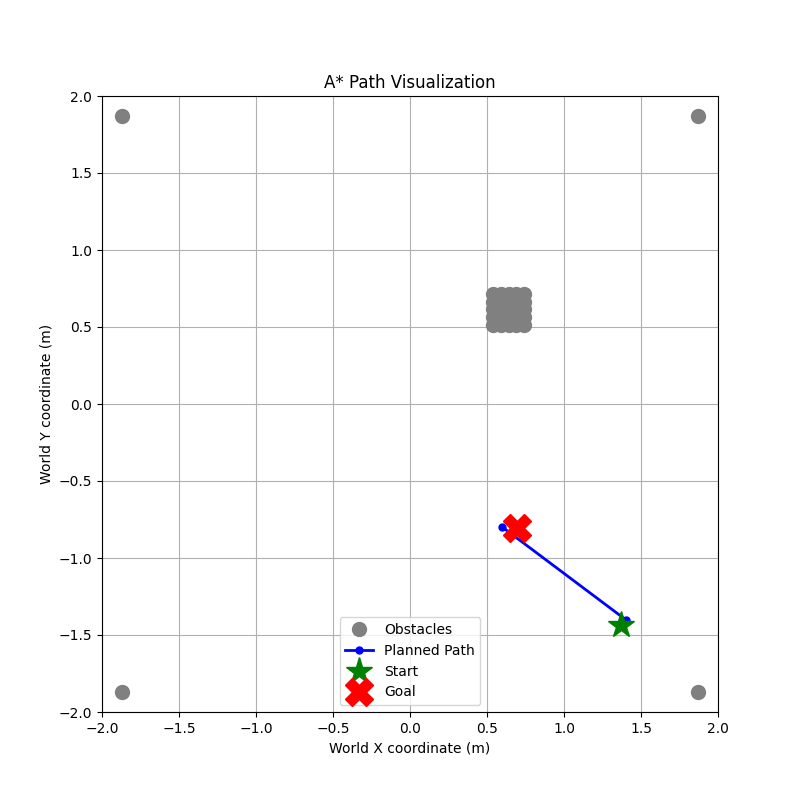 A* Path Visualization
2.0
1.5
1.0
0.5
0.0
−0.5
−1.0
−1.5
−2.0
World Y coordinate (m)
Obstacles
Planned Path
Start
Goal
−2.0 −1.5 −1.0 −0.5 0.0 0.5 1.0 1.5 2.0
World X coordinate (m)